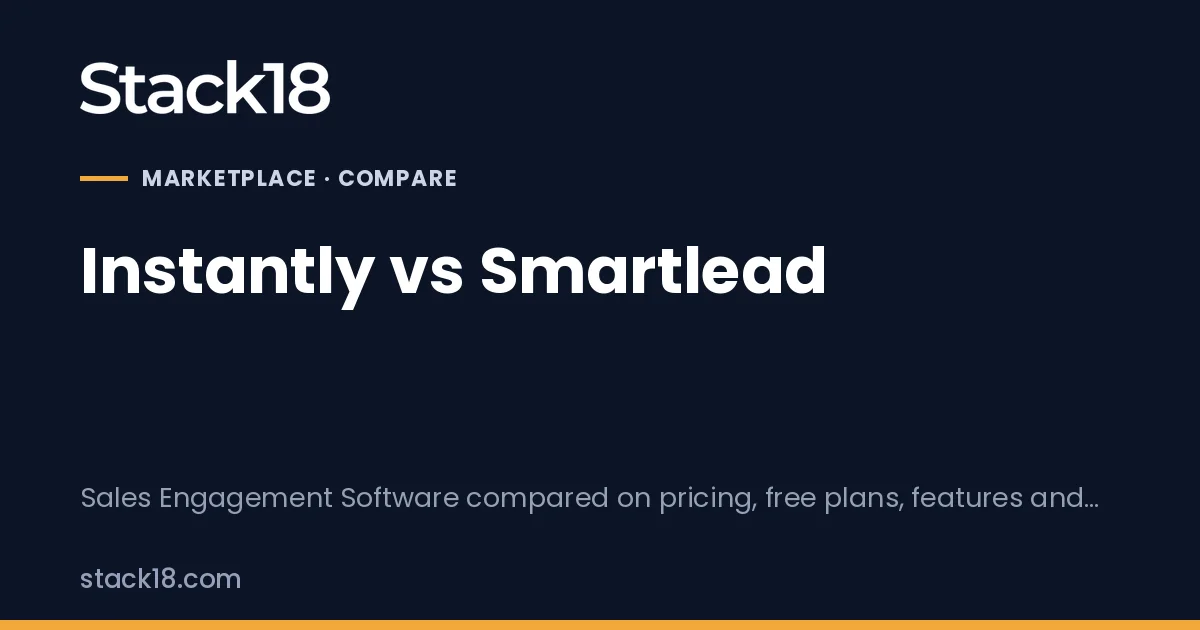 Stack18
MARKETPLACE · COMPARE
Instantly vs Smartlead
Sales Engagement Software compared on pricing, free plans, features and...
stack18.com